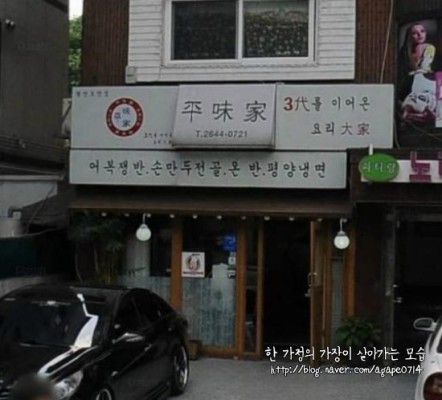 味家
平味家
T.2644-0721
3代를 이어온
요리 大家
어복쟁반.손만두전골.온반.평양냉면
한 가정의 가장이 살아가는 모습
http://blog.naver.com/agape0714